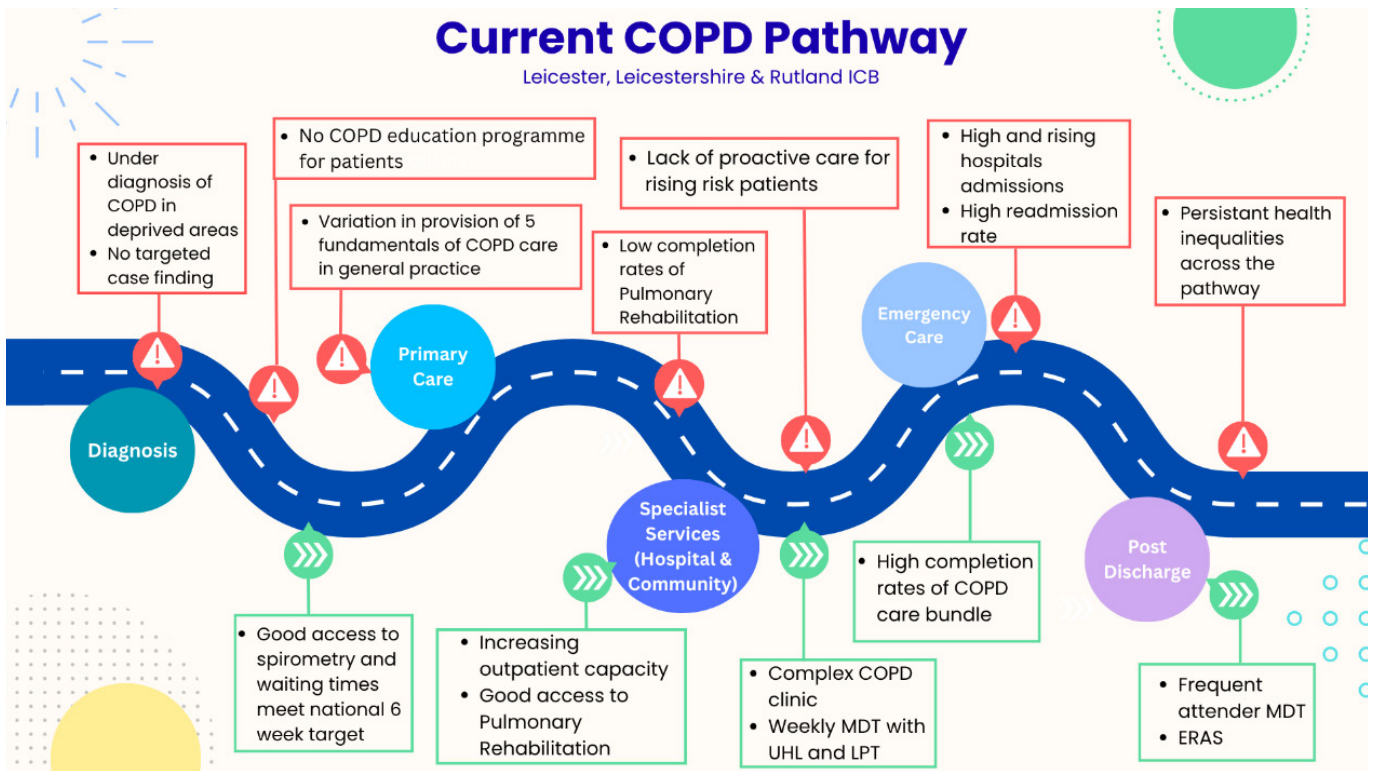 Current COPD Pathway
Leicester, Leicestershire & Rutland ICB
• Under
diagnosis of
COPD in
deprived areas
• No targeted
case finding
• No COPD education programme
for patients
• Variation in provision of 5
fundamentals of COPD care
in general practice
• Low completion
rates of
Pulmonary
Rehabilitation
• Lack of proactive care for
rising risk patients
• High and rising
hospitals
admissions
• High readmission
rate
• Persistant health
inequalities
across the
pathway
Diagnosis
Primary
Care
Specialist
Services
(Hospital &
Community)
Emergency
Care
Post
Discharge
• Good access to
spirometry and
waiting times
meet national 6
week target
• Increasing
outpatient capacity
• Good access to
Pulmonary
Rehabilitation
• Complex COPD
clinic
• Weekly MDT with
UHL and LPT
• High completion
rates of COPD
care bundle
• Frequent
attender MDT
• ERAS